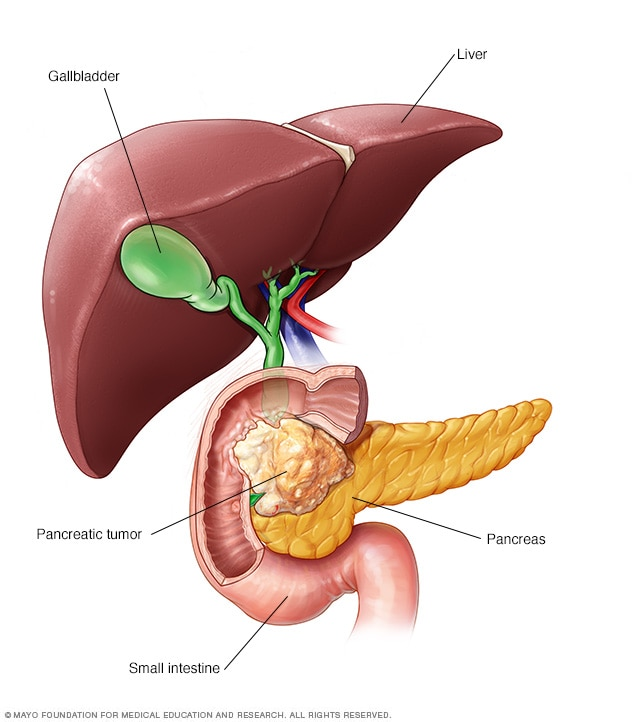 Liver
Gallbladder
Pancreatic tumor
Pancreas
Small intestine
© MAYO FOUNDATION FOR MEDICAL EDUCATION AND RESEARCH. ALL RIGHTS RESERVED.